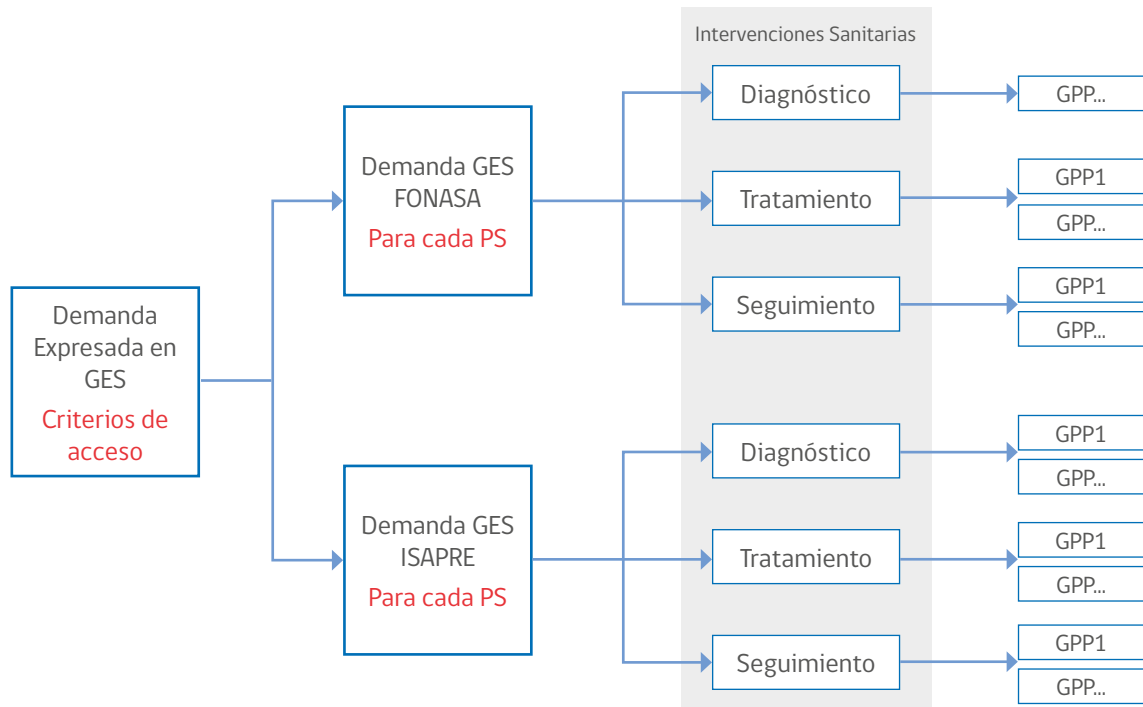 Intervenciones Sanitarias
Demanda
Expresada en
GES
Criterios de
acceso
Demanda GES
FONASA
Para cada PS
Diagnóstico
GPP...
Tratamiento
GPP1
GPP...
Seguimiento
GPP1
GPP...
Demanda GES
ISAPRE
Para cada PS
Diagnóstico
GPP1
GPP...
Tratamiento
GPP1
GPP...
Seguimiento
GPP1
GPP...